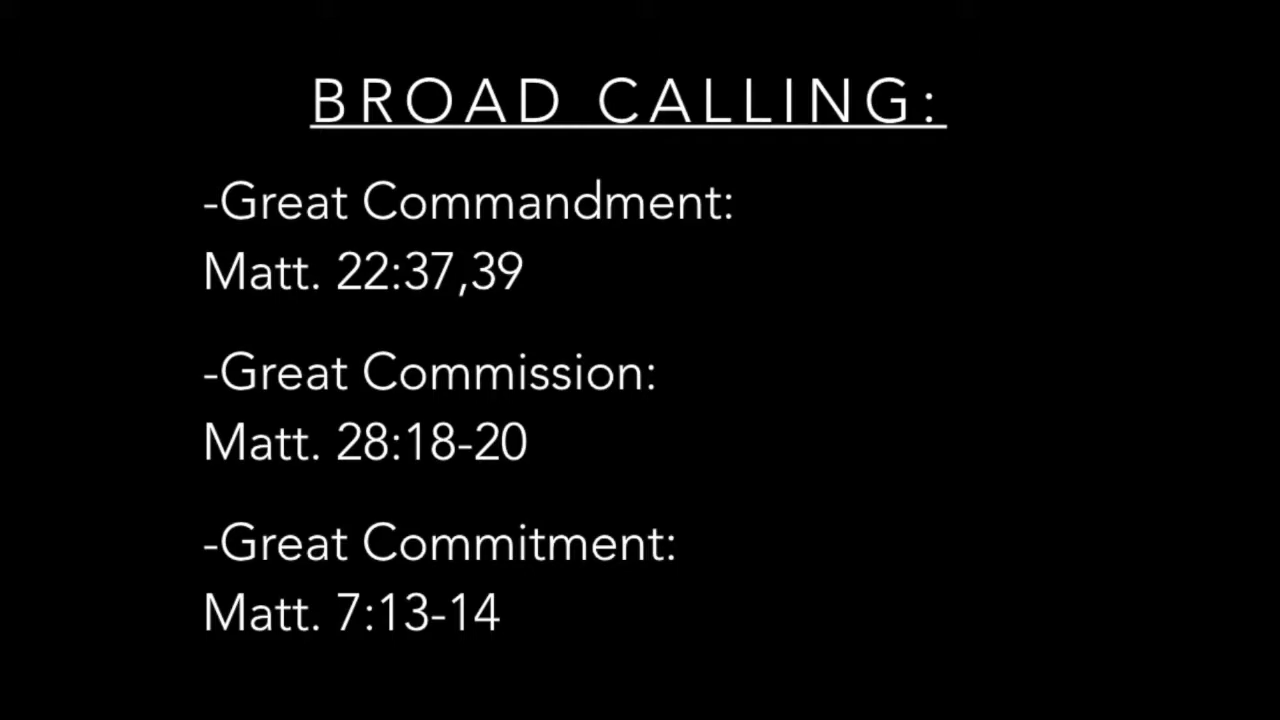 BROAD CALLING:
-Great Commandment:
Matt. 22:37,39
-Great Commission:
Matt. 28:18-20
-Great Commitment:
Matt. 7:13-14